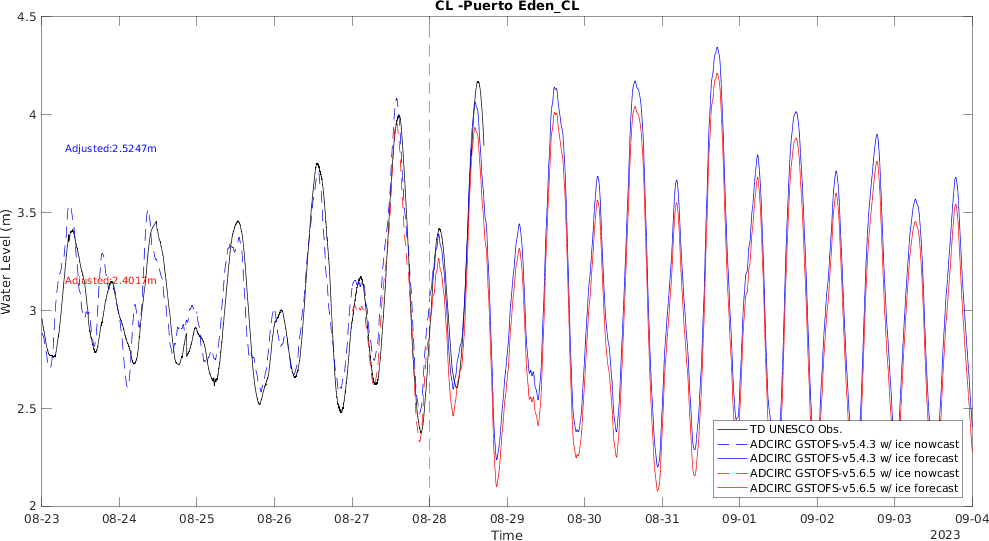 CL -Puerto Eden_CL
4.5
4
3.5
3
2.5
2
Water Level (m)
Adjusted:2.5247m
Adjusted:2.4017m
TD UNESCO Obs.
ADCIRC GSTOFS-v5.4.3 w/ ice nowcast
ADCIRC GSTOFS-v5.4.3 w/ ice forecast
ADCIRC GSTOFS-v5.6.5 w/ ice nowcast
ADCIRC GSTOFS-v5.6.5 w/ ice forecast
08-23 08-24 08-25 08-26 08-27 08-28 08-29 08-30 08-31 09-01 09-02 09-03 09-04
Time
2023